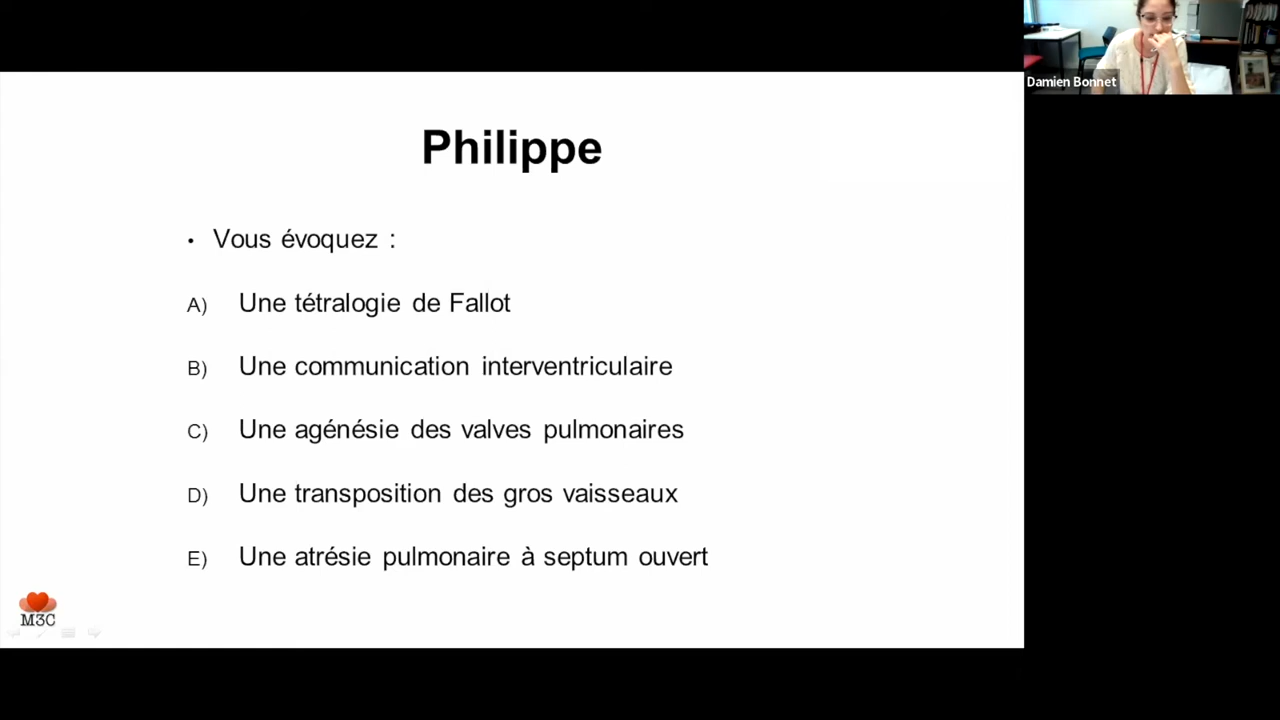 Damien Bonnet
Philippe
• Vous évoquez :
A) Une tétralogie de Fallot
B) Une communication interventriculaire
C) Une agénésie des valves pulmonaires
D) Une transposition des gros vaisseaux
E) Une atrésie pulmonaire à septum ouvert
M3C